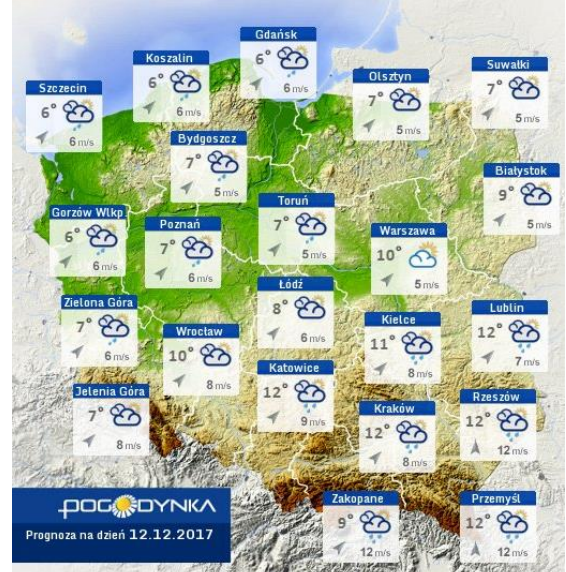 Gdańsk
6°
6 m/s
Koszalin
6°
6 m/s
Suwałki
7°
5 m/s
Olsztyn
7°
5 m/s
Szczecin
6°
6 m/s
Bydgoszcz
7°
5 m/s
Białystok
9°
5 m/s
Gorzów Wlkp
6°
6 m/s
Poznań
7°
6 m/s
Toruń
7°
5 m/s
Warszawa
10°
5 m/s
Łódź
8°
6 m/s
Zielona Góra
7°
6 m/s
Wrocław
10°
8 m/s
Kielce
11°
8 m/s
Lublin
12°
7 m/s
Katowice
12°
9 m/s
Jelenia Góra
7°
8 m/s
Kraków
12°
8 m/s
Rzeszów
12°
12 m/s
Zakopane
9°
12 m/s
Przemyśl
12°
12 m/s
POGODYNKA
Prognoza na dzień 12.12.2017